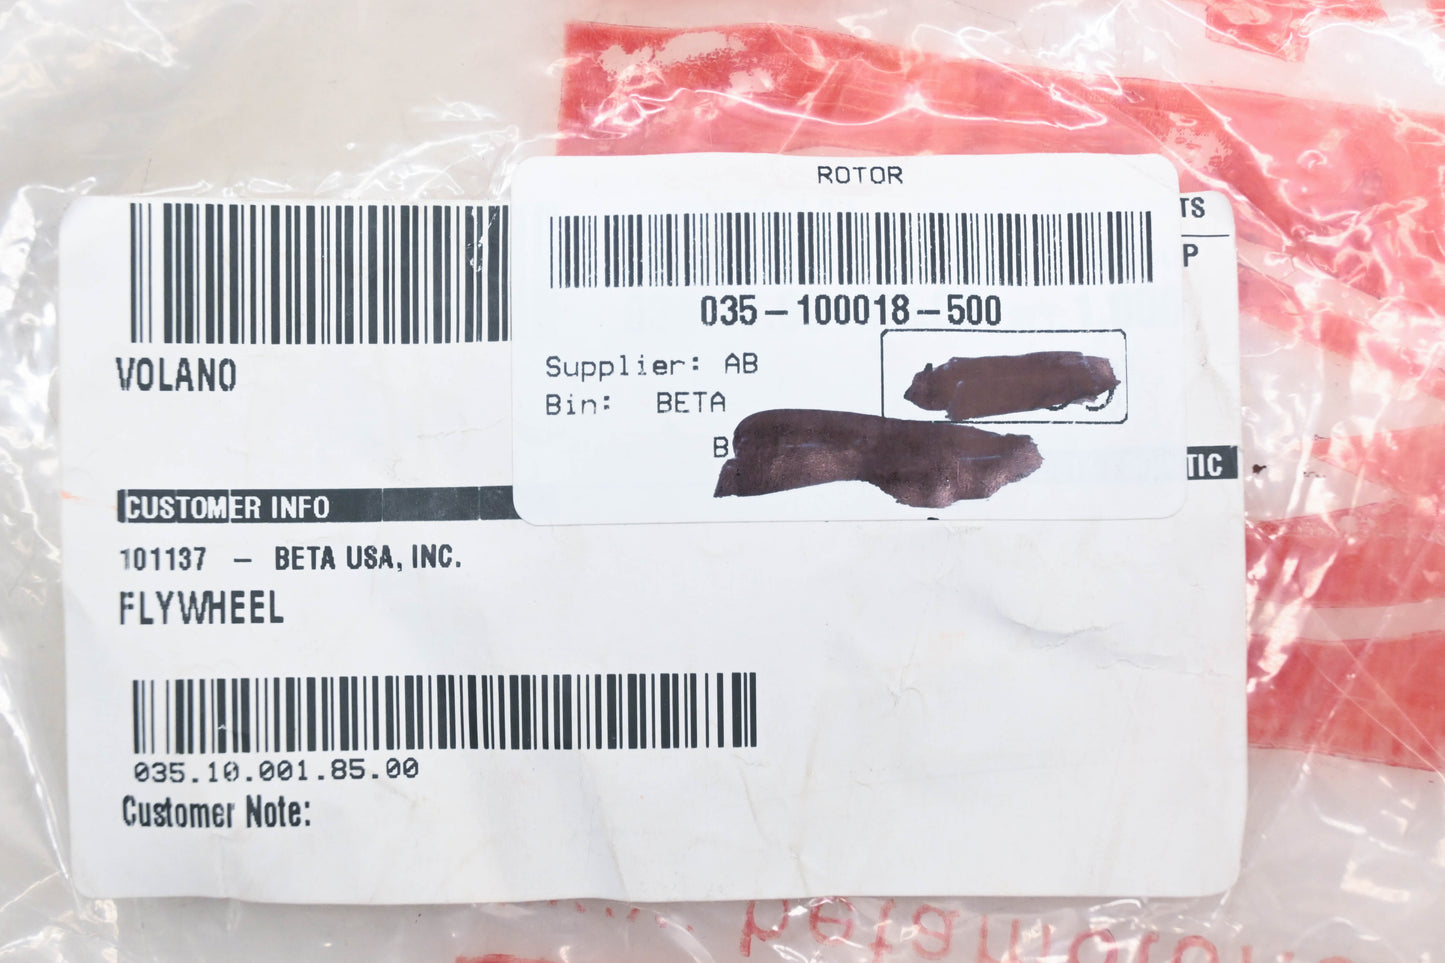 ROTOR
035-100018-500
Supplier: AB
Bin: BETA
B
TS
P
VOLANO
TIC
CUSTOMER INFO
101137 - BETA USA, INC.
FLYWHEEL
035.10.001.85.00
Customer Note:
betamotor